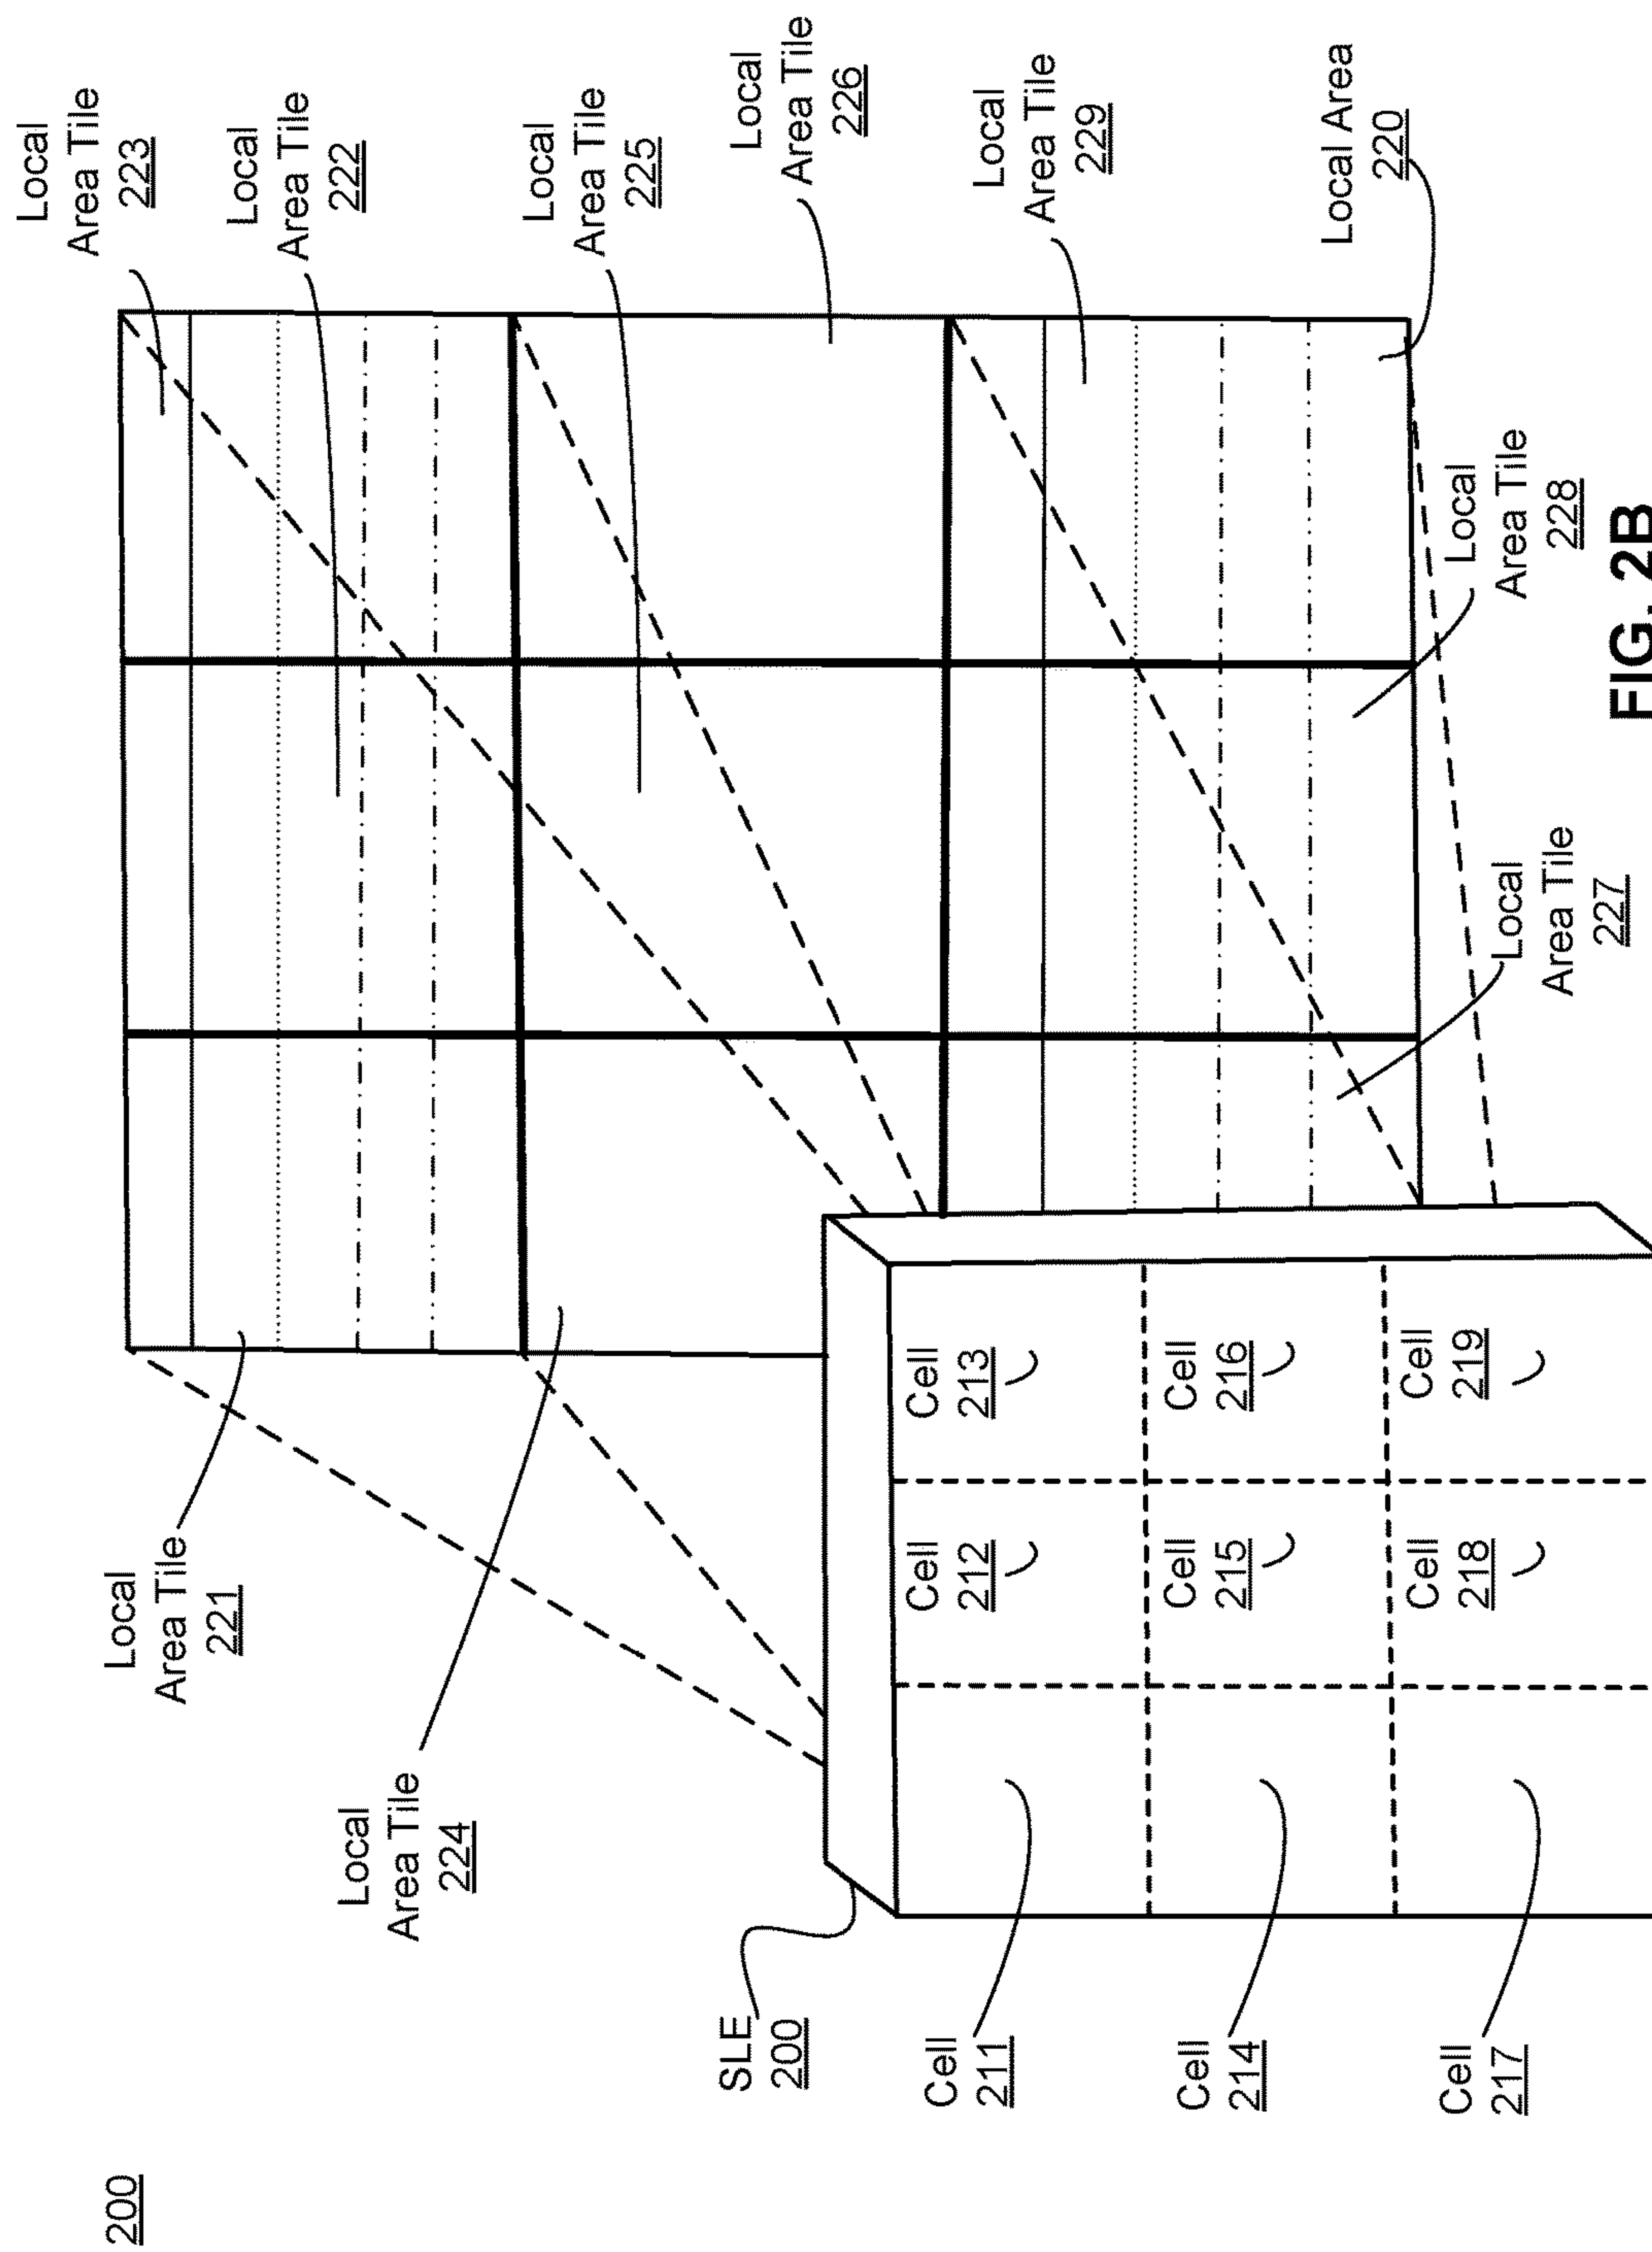 200
Local
Area Tile
223
Local
Area Tile
222
Local
Area Tile
225
Local
Area Tile
226
Local
Area Tile
229
Local Area
220
Local
Area Tile
221
Local
Area Tile
224
Local
Area Tile
228
Local
Area Tile
227
SLE
200
Cell
211
Cell
212
Cell
213
Cell
214
Cell
215
Cell
216
Cell
217
Cell
218
Cell
219
FIG. 2B